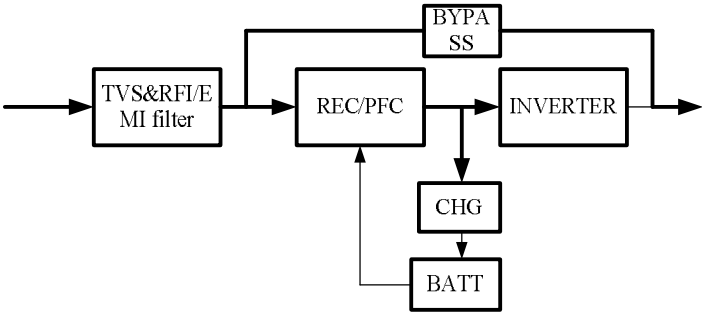 BYPA
SS
TVS&RFI/E
MI filter
REC/PFC
INVERTER
CHG
BATT